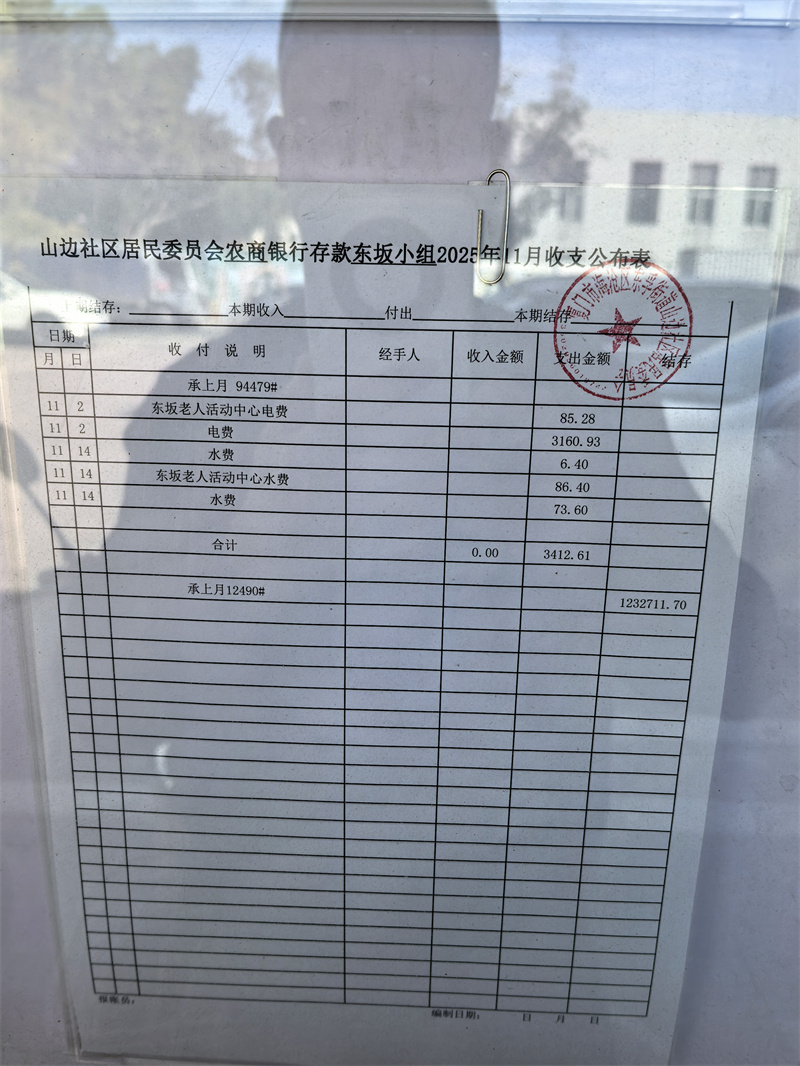 山边社区居民委员会农商银行存款东坂小组2025年11月收支公布表
上期结存： 本期收入 付出 本期结存
日期 收付说明 经手人 收入金额 支出金额 结存
月 日
承上月 94479#
11 2 东坂老人活动中心电费 85.28
11 2 电费 3160.93
11 14 水费 6.40
11 14 东坂老人活动中心水费 86.40
11 14 水费 73.60
合计 0.00 3412.61
承上月12490# 1232711.70
报账员：
编制日期： 日 月 日